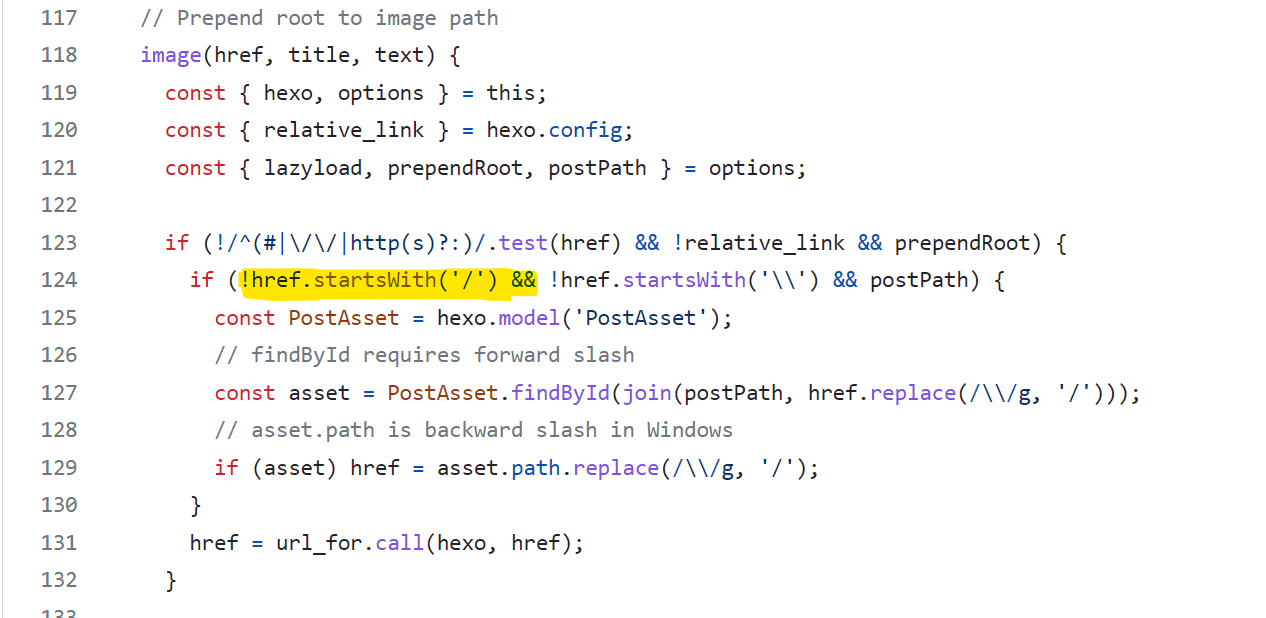 117 // Prepend root to image path
118 image(href, title, text) {
119 const { hexo, options } = this;
120 const { relative_link } = hexo.config;
121 const { lazyload, prependRoot, postPath } = options;
122
123 if (!/^(#|\/\/|http(s)?:)/.test(href) && !relative_link && prependRoot) {
124 if (!href.startsWith('/') && !href.startsWith('\\') && postPath) {
125 const PostAsset = hexo.model('PostAsset');
126 // findById requires forward slash
127 const asset = PostAsset.findById(join(postPath, href.replace(/\\/g, '/')));
128 // asset.path is backward slash in Windows
129 if (asset) href = asset.path.replace(/\\/g, '/');
130 }
131 href = url_for.call(hexo, href);
132 }
133